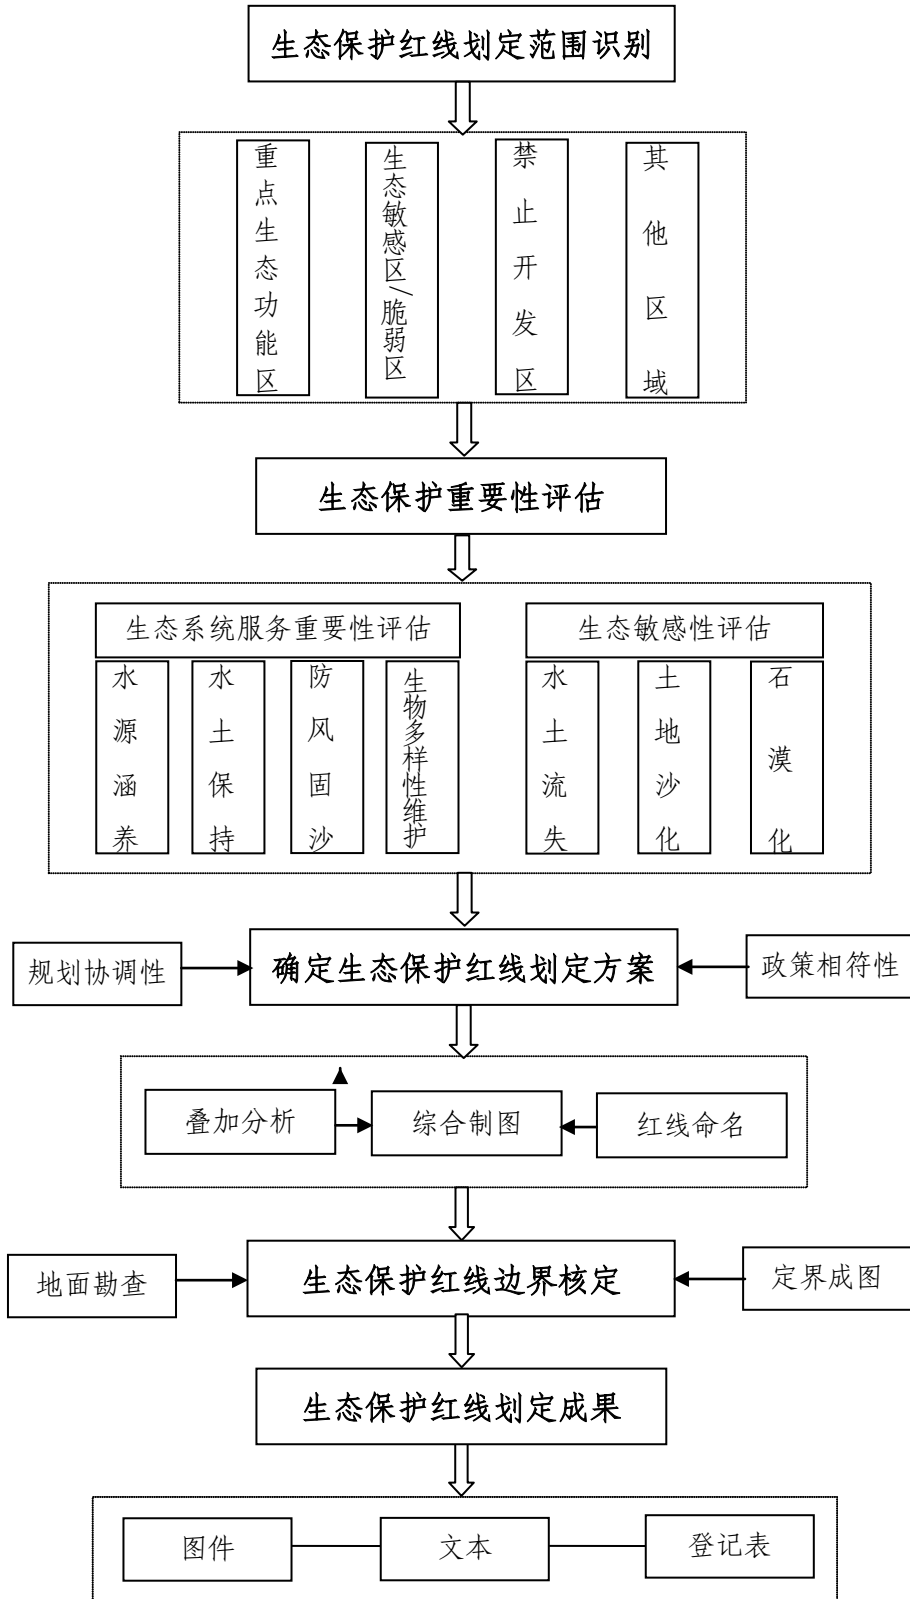 生态保护红线划定范围识别
重点生态功能区
生态敏感区/脆弱区
禁止开发区
其他区域
生态保护重要性评估
生态系统服务重要性评估
生态敏感性评估
水源涵养
水土保持
防风固沙
生物多样性维护
水土流失
土地沙化
石漠化
规划协调性
确定生态保护红线划定方案
政策相符性
叠加分析
综合制图
红线命名
地面勘查
生态保护红线边界核定
定界成图
生态保护红线划定成果
图件
文本
登记表